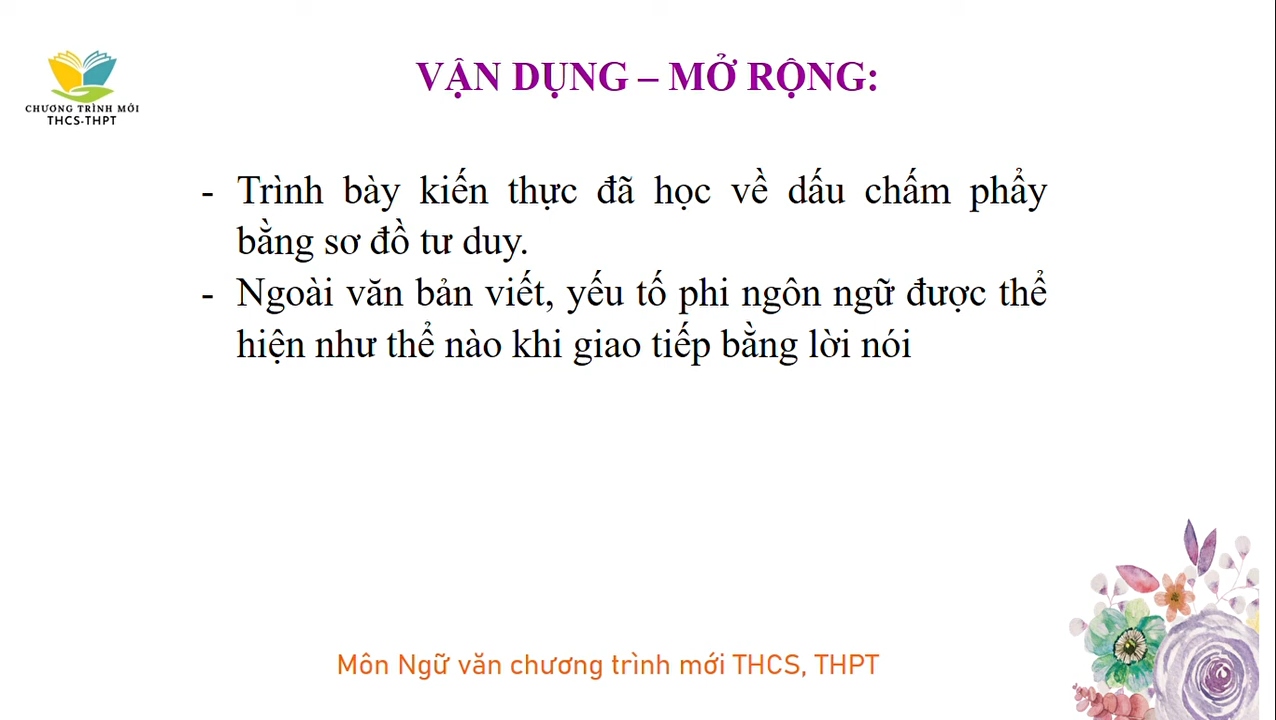 VẬN DỤNG – MỞ RỘNG:
CHƯƠNG TRÌNH MỚI
THCS-THPT
- Trình bày kiến thức đã học về dấu chấm phẩy
bằng sơ đồ tư duy.
- Ngoài văn bản viết, yếu tố phi ngôn ngữ được thể
hiện như thể nào khi giao tiếp bằng lời nói
Môn Ngữ văn chương trình mới THCS, THPT